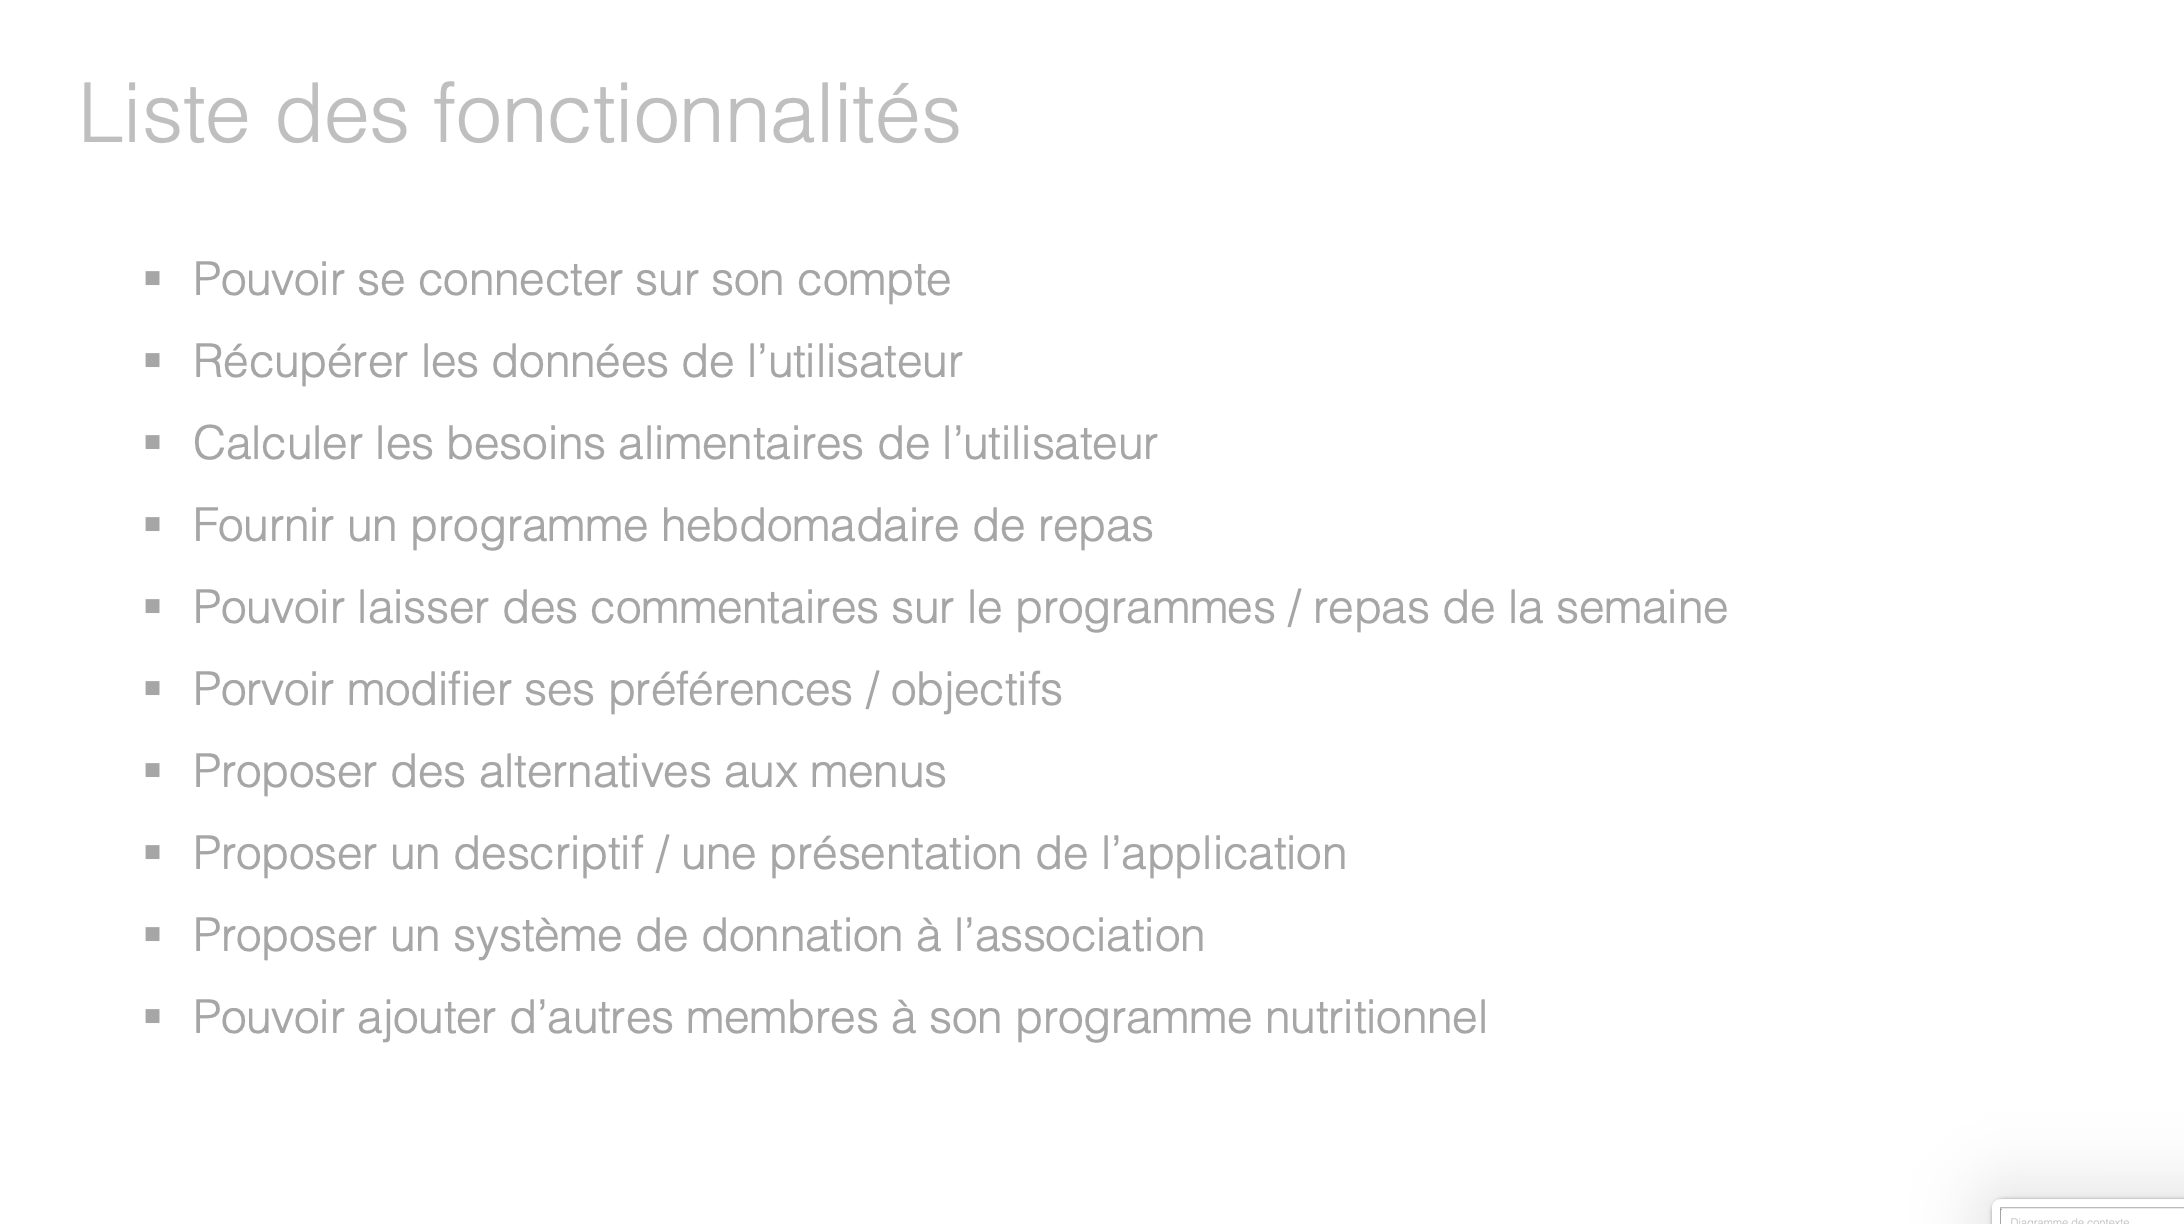 Liste des fonctionnalités
▪ Pouvoir se connecter sur son compte
▪ Récupérer les données de l’utilisateur
▪ Calculer les besoins alimentaires de l’utilisateur
▪ Fournir un programme hebdomadaire de repas
▪ Pouvoir laisser des commentaires sur le programmes / repas de la semaine
▪ Porvoir modifier ses préférences / objectifs
▪ Proposer des alternatives aux menus
▪ Proposer un descriptif / une présentation de l’application
▪ Proposer un système de donnation à l’association
▪ Pouvoir ajouter d’autres membres à son programme nutritionnel
Diagramme de contexte